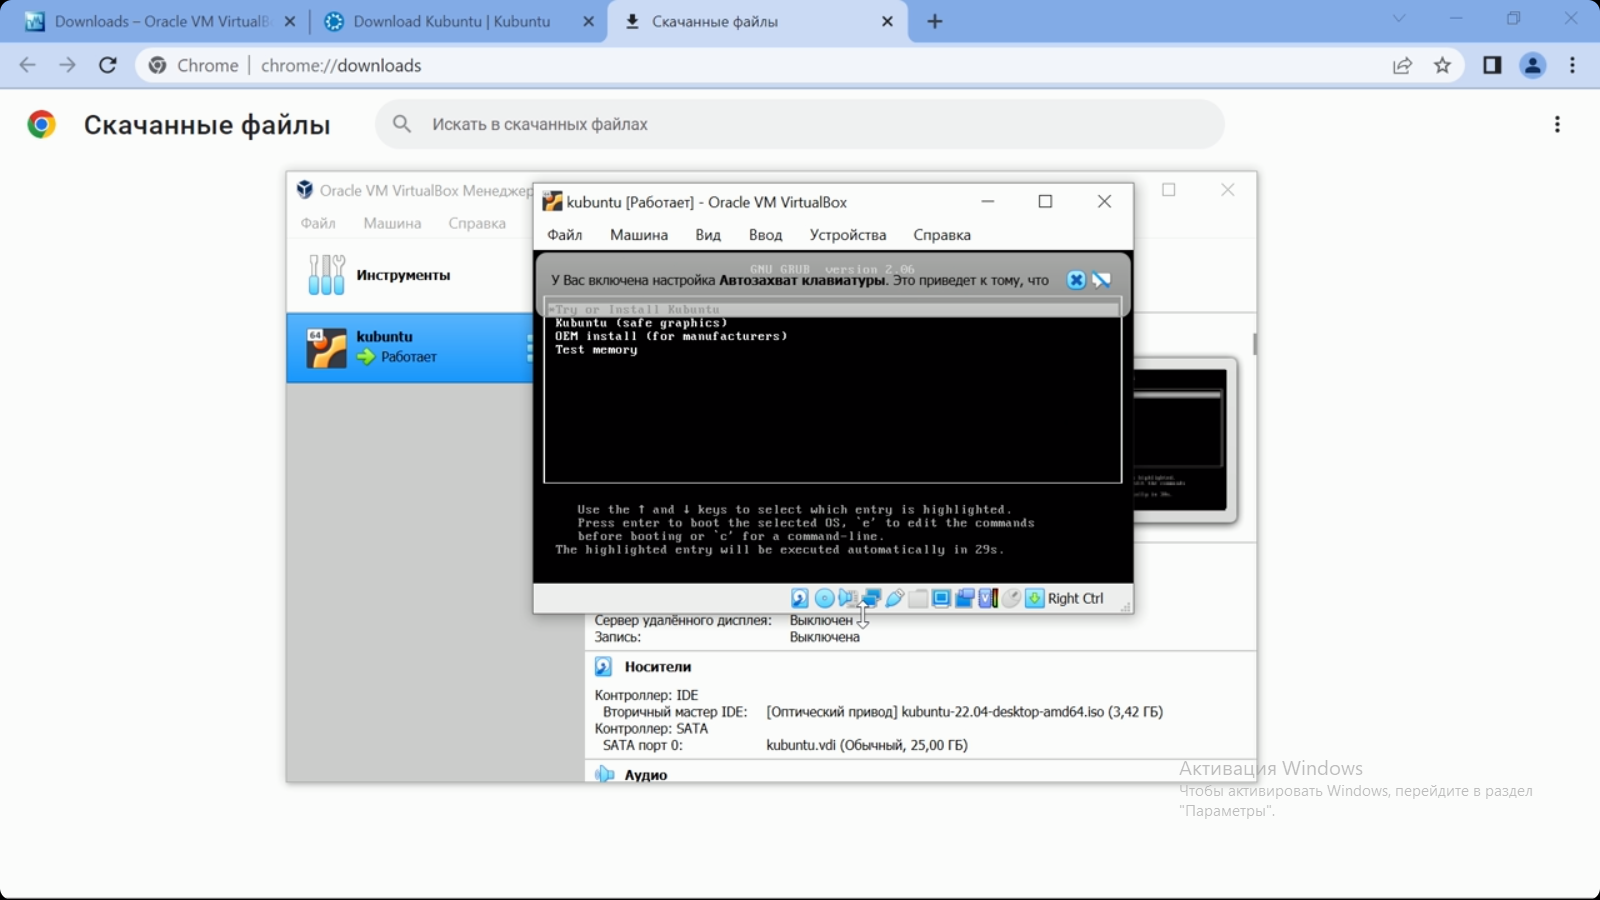 Downloads – Oracle VM VirtualB
Download Kubuntu | Kubuntu
Скачанные файлы
Chrome
chrome://downloads
Скачанные файлы
Искать в скачанных файлах
Oracle VM VirtualBox Менеджер
Файл Машина Справка
Инструменты
64
kubuntu
Работает
kubuntu [Работает] - Oracle VM VirtualBox
Файл Машина Вид Ввод Устройства Справка
GNU GRUB version 2.06
У Вас включена настройка Автозахват клавиатуры. Это приведет к тому, что
*Try or Install Kubuntu
Kubuntu (safe graphics)
OEM install (for manufacturers)
Test memory
Use the ↑ and ↓ keys to select which entry is highlighted.
Press enter to boot the selected OS, `e' to edit the commands
before booting or `c' for a command-line.
The highlighted entry will be executed automatically in 29s.
Right Ctrl
Сервер удалённого дисплея: Выключен
Запись: Выключена
Носители
Контроллер: IDE
Вторичный мастер IDE: [Оптический привод] kubuntu-22.04-desktop-amd64.iso (3,42 ГБ)
Контроллер: SATA
SATA порт 0: kubuntu.vdi (Обычный, 25,00 ГБ)
Аудио
Активация Windows
Чтобы активировать Windows, перейдите в раздел
"Параметры".